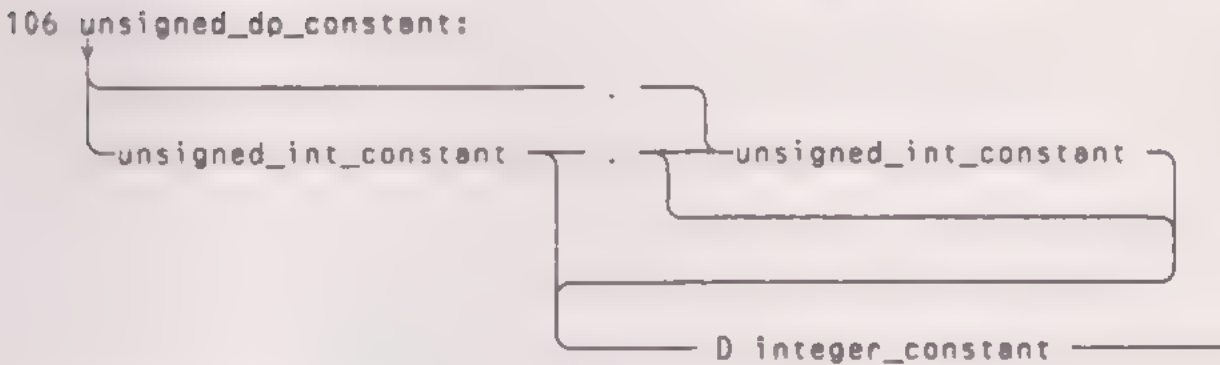 106 unsigned_dp_constant:
.
unsigned_int_constant . unsigned_int_constant
D integer_constant